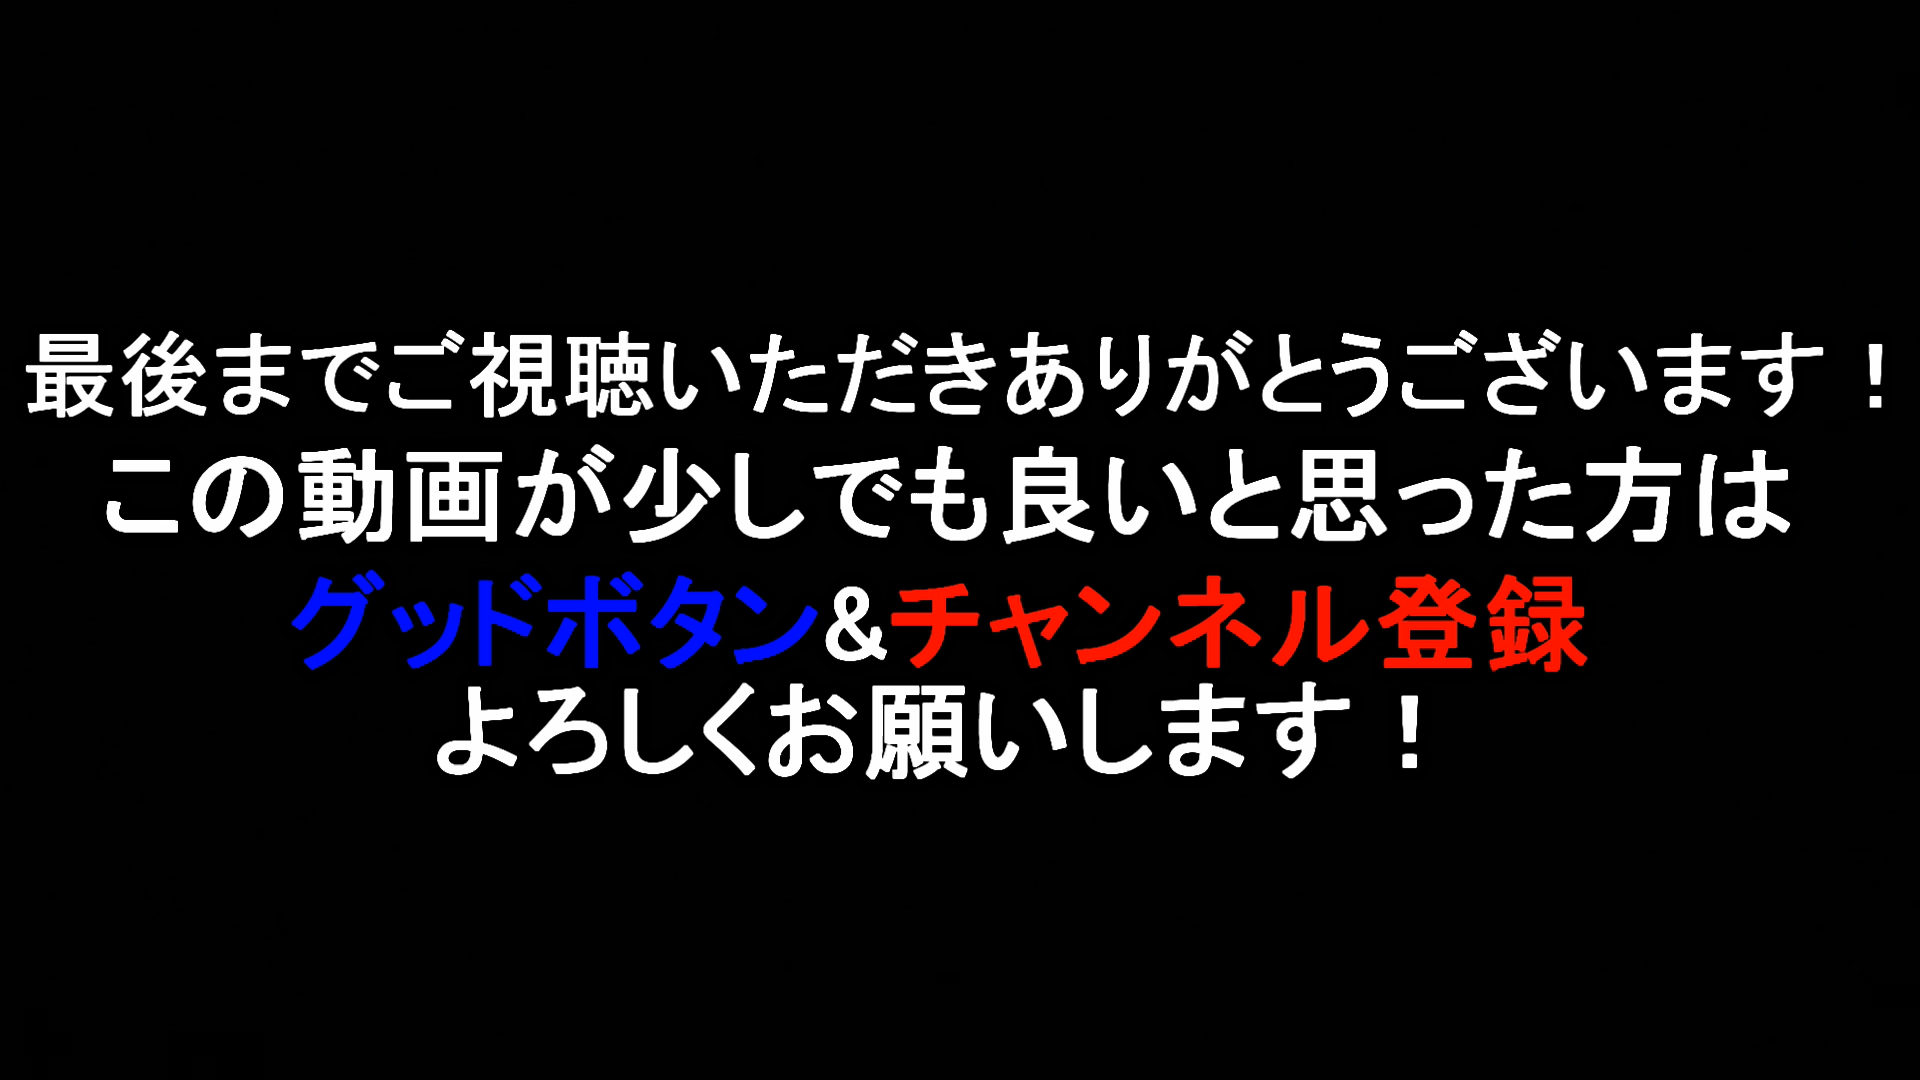 最後までご視聴いただきありがとうございます！
この動画が少しでも良いと思った方は
グッドボタン&チャンネル登録
よろしくお願いします！